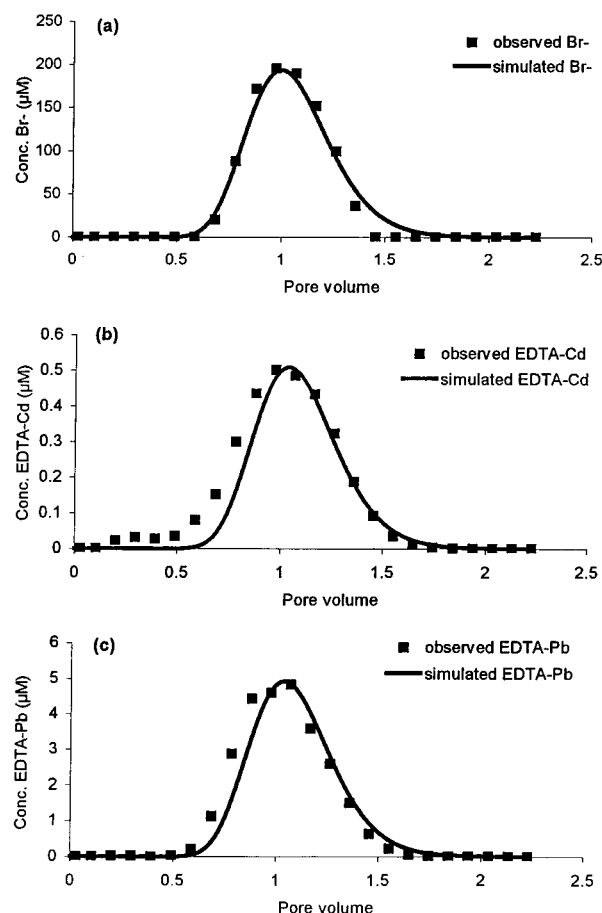 (a)
observed Br-
simulated Br-
Conc. Br- (µM)
250
200
150
100
50
0
0 0.5 1 1.5 2 2.5
Pore volume
(b)
observed EDTA-Cd
simulated EDTA-Cd
Conc. EDTA-Cd (µM)
0.6
0.5
0.4
0.3
0.2
0.1
0
0 0.5 1 1.5 2 2.5
Pore volume
(c)
observed EDTA-Pb
simulated EDTA-Pb
Conc. EDTA-Pb (µM)
6
5
4
3
2
1
0
0 0.5 1 1.5 2 2.5
Pore volume